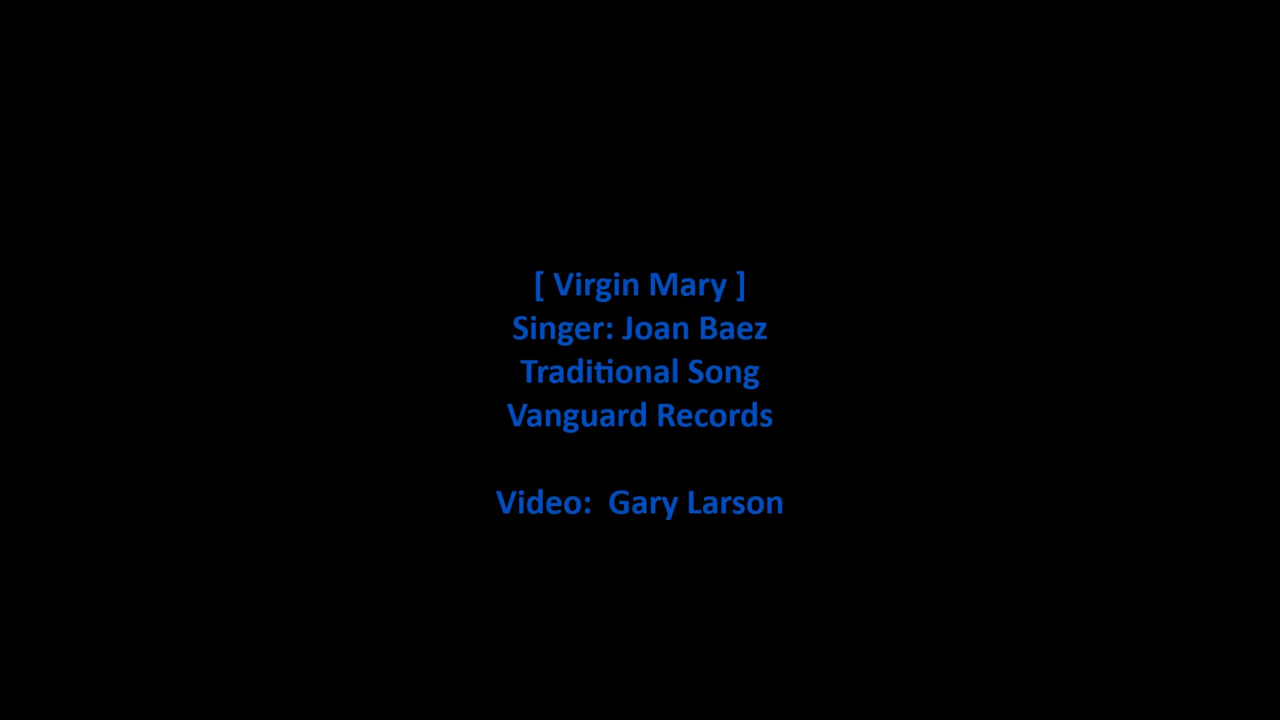 [ Virgin Mary ]
Singer: Joan Baez
Traditional Song
Vanguard Records
Video:  Gary Larson